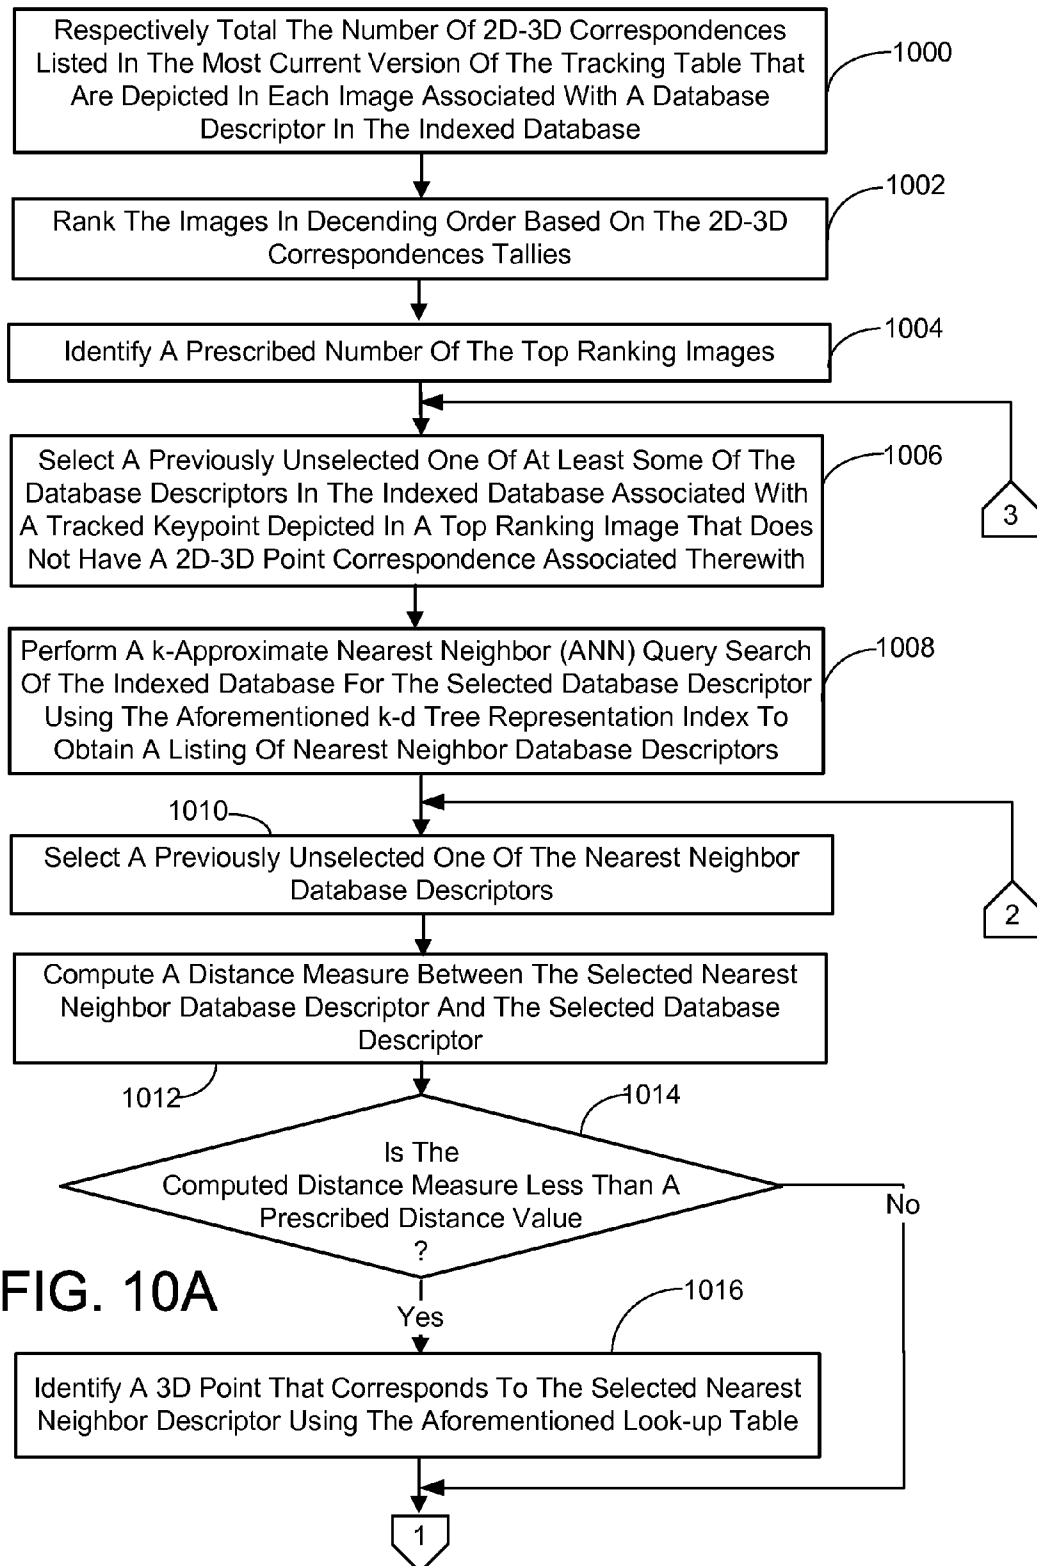 Respectively Total The Number Of 2D-3D Correspondences
Listed In The Most Current Version Of The Tracking Table That
Are Depicted In Each Image Associated With A Database
Descriptor In The Indexed Database
1000
1002
Rank The Images In Decending Order Based On The 2D-3D
Correspondences Tallies
1004
Identify A Prescribed Number Of The Top Ranking Images
1006
Select A Previously Unselected One Of At Least Some Of The
Database Descriptors In The Indexed Database Associated With
A Tracked Keypoint Depicted In A Top Ranking Image That Does
Not Have A 2D-3D Point Correspondence Associated Therewith
3
1008
Perform A k-Approximate Nearest Neighbor (ANN) Query Search
Of The Indexed Database For The Selected Database Descriptor
Using The Aforementioned k-d Tree Representation Index To
Obtain A Listing Of Nearest Neighbor Database Descriptors
1010
Select A Previously Unselected One Of The Nearest Neighbor
Database Descriptors
2
Compute A Distance Measure Between The Selected Nearest
Neighbor Database Descriptor And The Selected Database
Descriptor
1012
1014
Is The
Computed Distance Measure Less Than A
Prescribed Distance Value
?
No
FIG. 10A
Yes
1016
Identify A 3D Point That Corresponds To The Selected Nearest
Neighbor Descriptor Using The Aforementioned Look-up Table
1